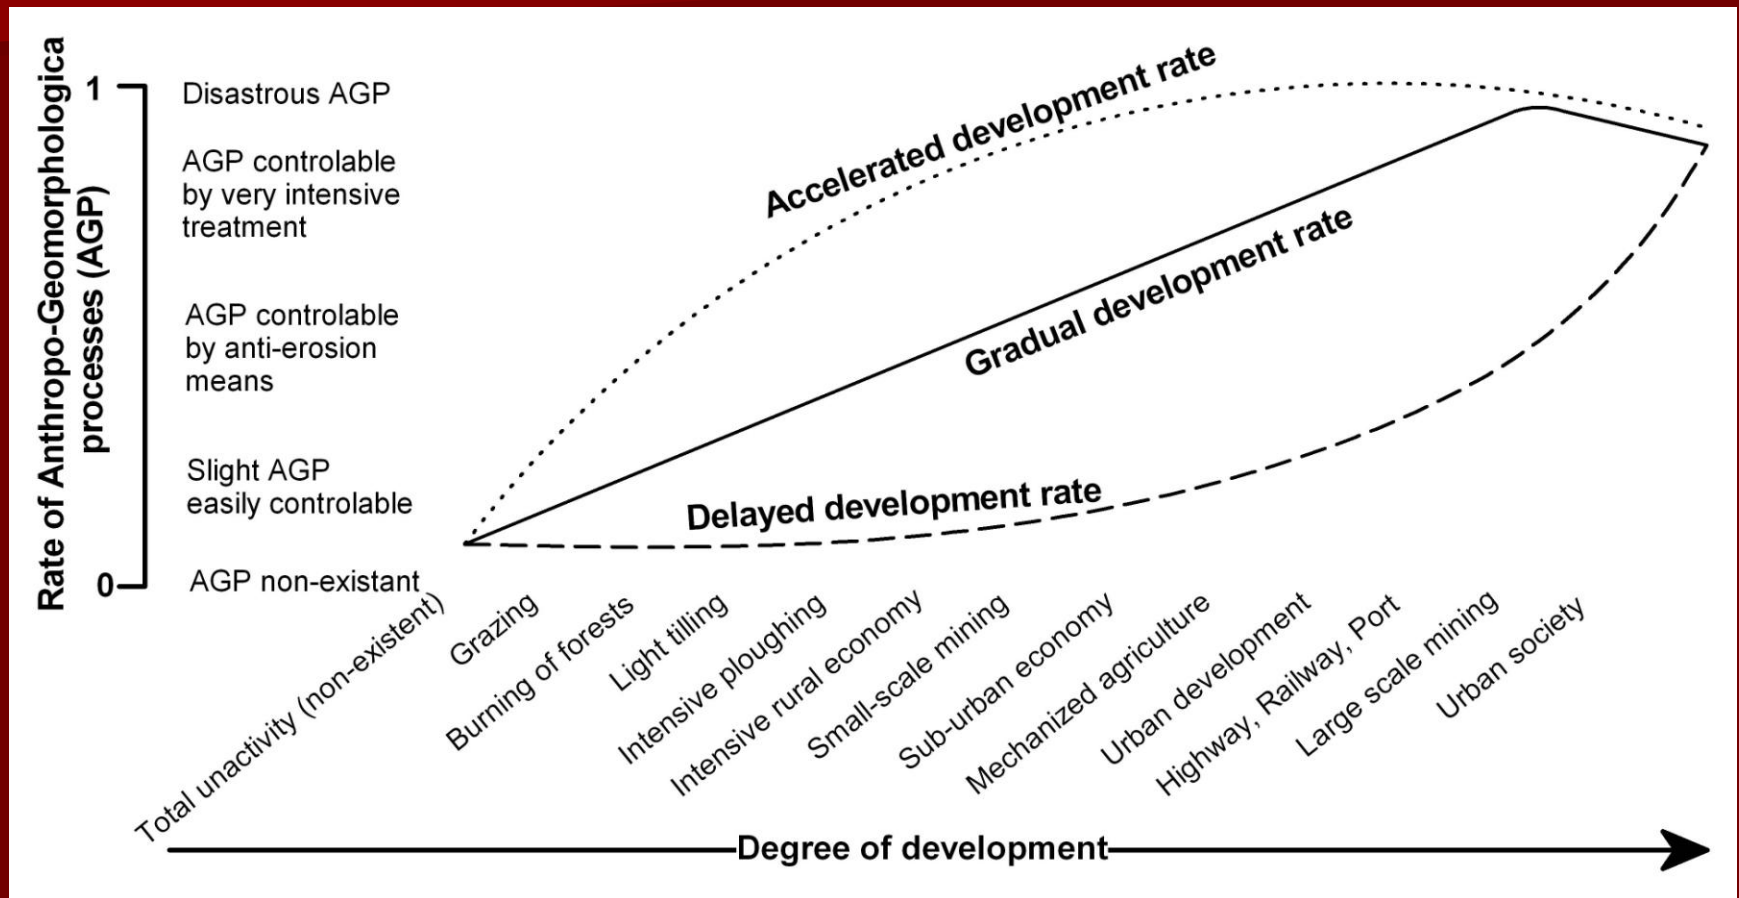 Rate of Anthropo-Geomorphologica
processes (AGP)
1
0
Disastrous AGP
AGP controlable
by very intensive
treatment
AGP controlable
by anti-erosion
means
Slight AGP
easily controlable
AGP non-existant
Accelerated development rate
Gradual development rate
Delayed development rate
Total unactivity (non-existent)
Grazing
Burning of forests
Light tilling
Intensive ploughing
Intensive rural economy
Small-scale mining
Sub-urban economy
Mechanized agriculture
Urban development
Highway, Railway, Port
Large scale mining
Urban society
Degree of development